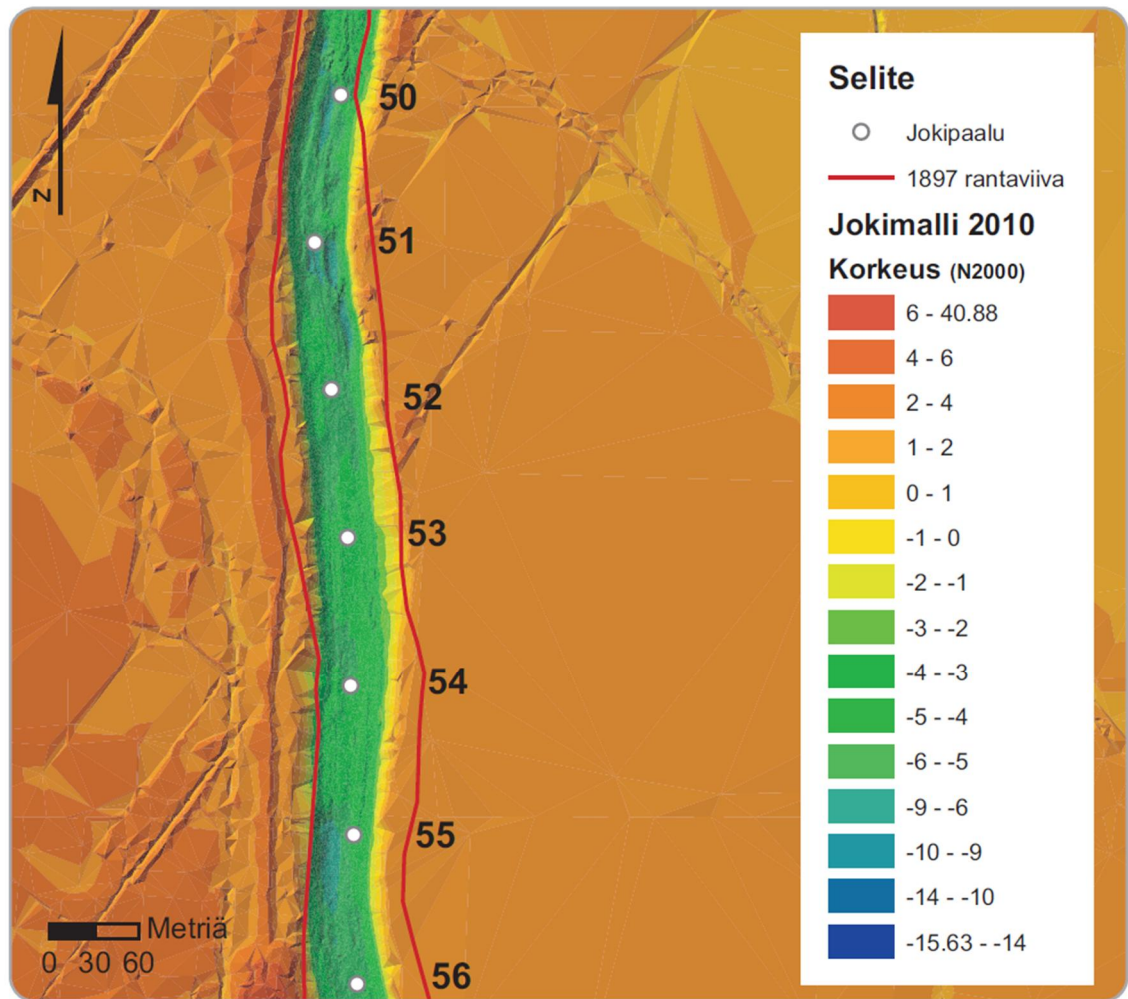 N
50
51
52
53
54
55
56
Metriä
0 30 60
Selite
Jokipaalu
1897 rantaviiva
Jokimalli 2010
Korkeus (N2000)
6 - 40.88
4 - 6
2 - 4
1 - 2
0 - 1
-1 - 0
-2 - -1
-3 - -2
-4 - -3
-5 - -4
-6 - -5
-9 - -6
-10 - -9
-14 - -10
-15.63 - -14